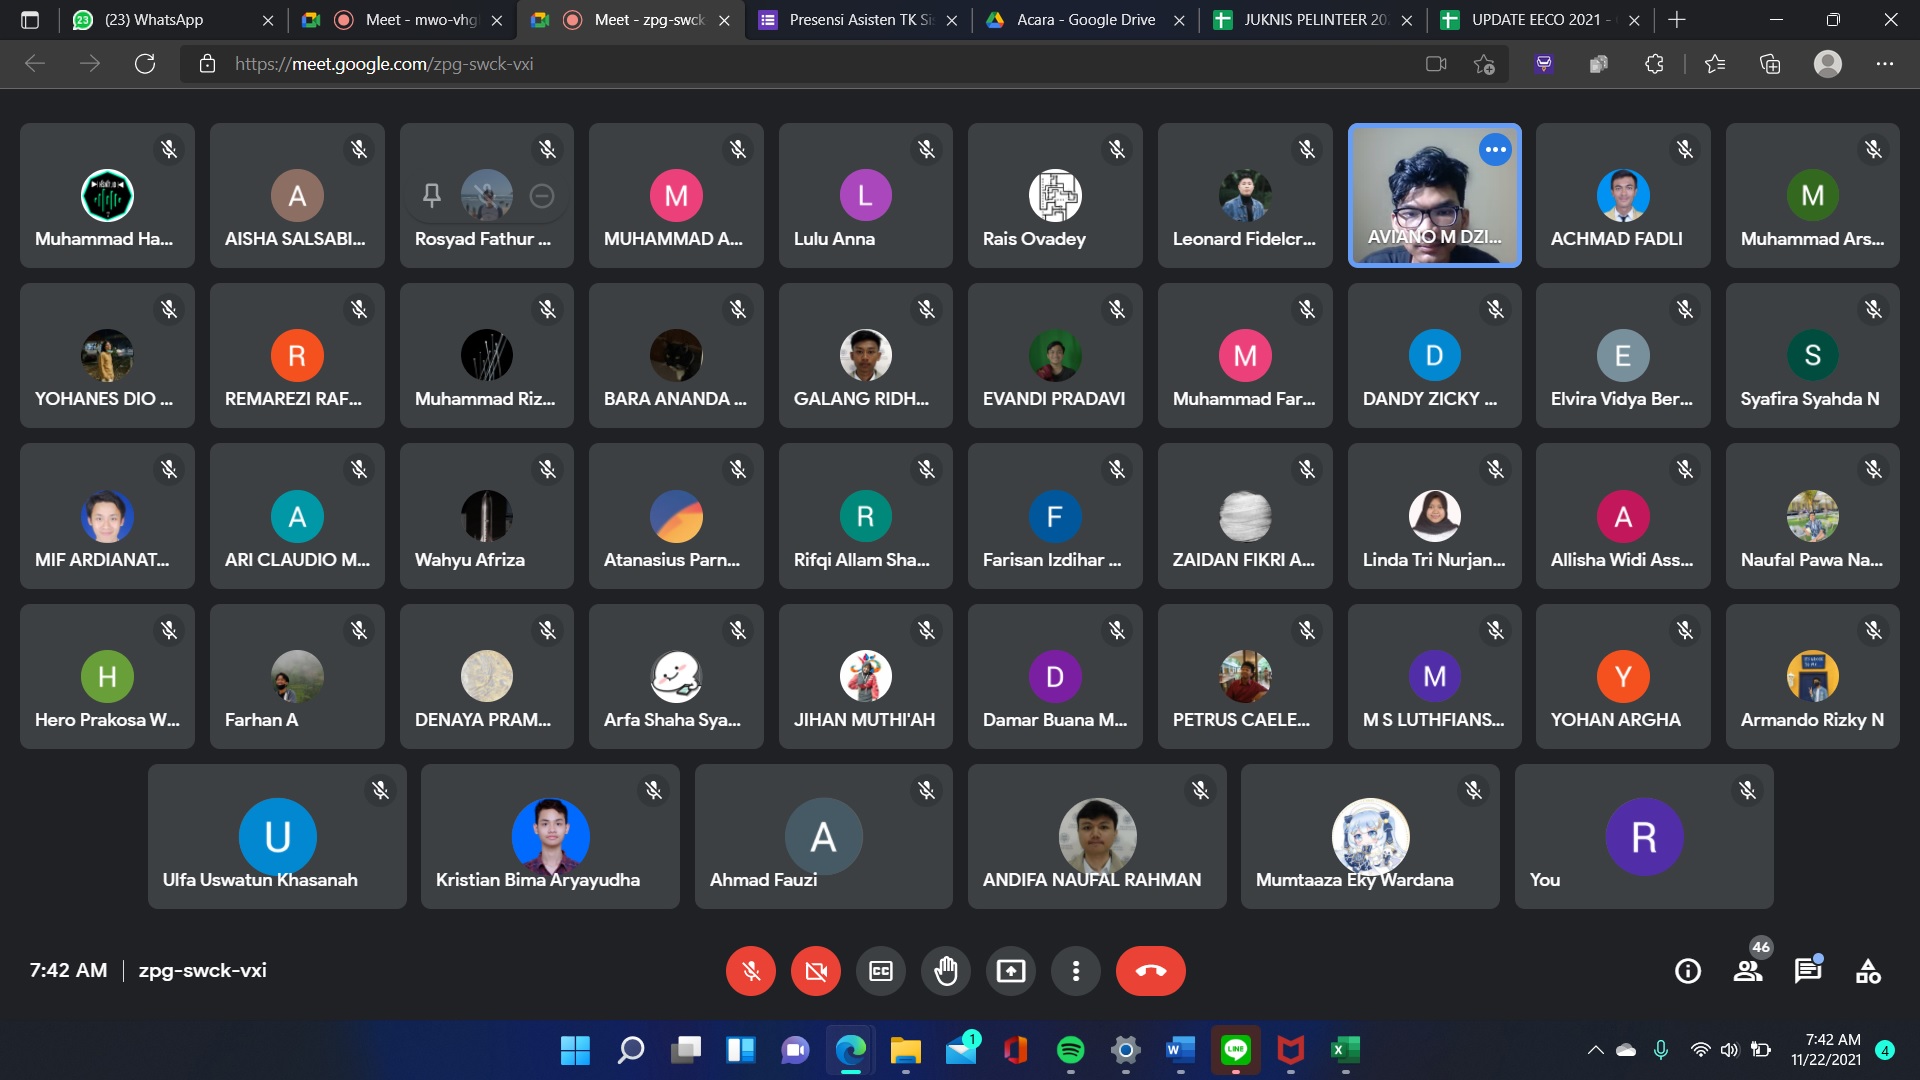 (23) WhatsApp
Meet - mwo-vhg
Meet - zpg-swck
Presensi Asisten TK Si
Acara - Google Drive
JUKNIS PELINTEER 20
UPDATE EECO 2021 -
https://meet.google.com/zpg-swck-vxi
Muhammad Ha...
A
AISHA SALSABI...
Rosyad Fathur ...
M
MUHAMMAD A...
L
Lulu Anna
Rais Ovadey
Leonard Fidelcr...
AVIANO M DZI...
ACHMAD FADLI
M
Muhammad Ars...
YOHANES DIO ...
R
REMAREZI RAF...
Muhammad Riz...
BARA ANANDA ...
GALANG RIDH...
EVANDI PRADAVI
M
Muhammad Far...
D
DANDY ZICKY ...
E
Elvira Vidya Ber...
S
Syafira Syahda N
MIF ARDIANAT...
A
ARI CLAUDIO M...
Wahyu Afriza
Atanasius Parn...
R
Rifqi Allam Sha...
F
Farisan Izdihar ...
ZAIDAN FIKRI A...
Linda Tri Nurjan...
A
Allisha Widi Ass...
Naufal Pawa Na...
H
Hero Prakosa W...
Farhan A
DENAYA PRAM...
Arfa Shaha Sya...
JIHAN MUTHI'AH
D
Damar Buana M...
PETRUS CAELE...
M
M S LUTHFIANS...
Y
YOHAN ARGHA
Armando Rizky N
U
Ulfa Uswatun Khasanah
Kristian Bima Aryayudha
A
Ahmad Fauzi
ANDIFA NAUFAL RAHMAN
Mumtaaza Eky Wardana
R
You
7:42 AM | zpg-swck-vxi
CC
46
1
W
LINE
X
7:42 AM
11/22/2021
4